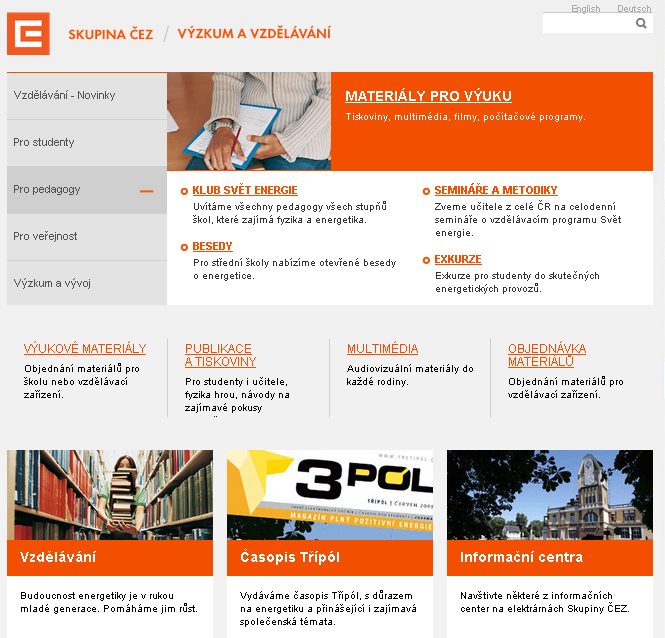 English Deutsch
SKUPINA ČEZ / VÝZKUM A VZDĚLÁVÁNÍ
Vzdělávání - Novinky
Pro studenty
Pro pedagogy
Pro veřejnost
Výzkum a vývoj
MATERIÁLY PRO VÝUKU
Tiskoviny, multimédia, filmy, počítačové programy.
KLUB SVĚT ENERGIE
Uvítáme všechny pedagogy všech stupňů
škol, které zajímá fyzika a energetika.
BESEDY
Pro střední školy nabízíme otevřené besedy
o energetice.
SEMINÁŘE A METODIKY
Zveme učitele z celé ČR na celodenní
semináře o vzdělávacím programu Svět
energie.
EXKURZE
Exkurze pro studenty do skutečných
energetických provozů.
VÝUKOVÉ MATERIÁLY
Objednání materiálů pro
školu nebo vzdělávací
zařízení.
PUBLIKACE
A TISKOVINY
Pro studenty i učitele,
fyzika hrou, návody na
zajímavé pokusy
MULTIMÉDIA
Audiovizuální materiály do
každé rodiny.
OBJEDNÁVKA
MATERIÁLŮ
Objednání materiálů pro
vzdělávací zařízení.
Vzdělávání
Budoucnost energetiky je v rukou
mladé generace. Pomáháme jim růst.
3POL
TŘÍPÓL | ČERVEN
MAGAZÍN PLNÝ POZITIVNÍ ENERGIE
Časopis Třípól
Vydáváme časopis Třípól, s důrazem
na energetiku a přinášející i zajímavá
společenská témata.
Informační centra
Navštivte některé z informačních
center na elektrárnách Skupiny ČEZ.